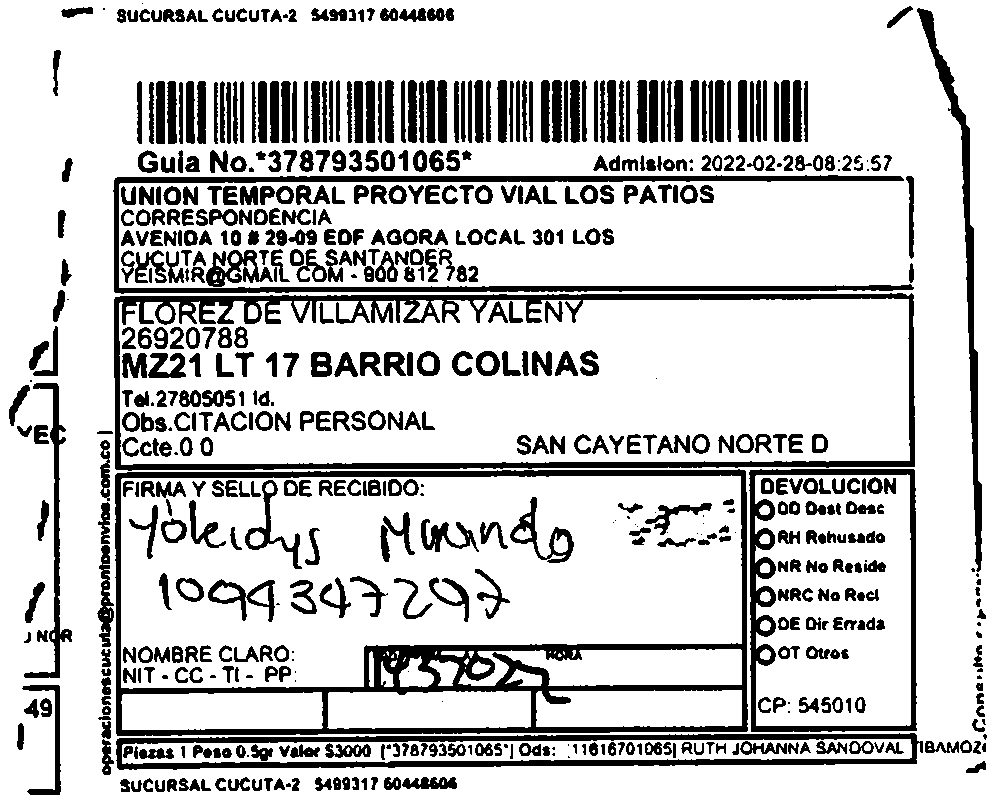 SUCURSAL CUCUTA-2 5499317 60448606
Guia No.*378793501065*
Admision: 2022-02-28-08:25:57
UNION TEMPORAL PROYECTO VIAL LOS PATIOS
CORRESPONDENCIA
AVENIDA 10 # 29-09 EDF AGORA LOCAL 301 LOS
CUCUTA NORTE DE SANTANDER
YEISMIR@GMAIL COM - 900 812 782
FLOREZ DE VILLAMIZAR YALENY
26920788
MZ21 LT 17 BARRIO COLINAS
Tel.27805051 Id.
Obs.CITACION PERSONAL
Ccte.0 0
SAN CAYETANO NORTE D
operacionescucuta@prontoenvios.com.co
FIRMA Y SELLO DE RECIBIDO:
1094347297
NOMBRE CLARO:
HORA
NIT - CC - TI - PP:
DEVOLUCION
DD Dest Desc
RH Rehusado
NR No Reside
NRC No Recl
DE Dir Errada
OT Otros
CP: 545010
Piezas 1 Peso 0.5gr Valor $3000 [*378793501065*] Ods: 11616701065| RUTH JOHANNA SANDOVAL
SUCURSAL CUCUTA-2 5499317 60448606
49